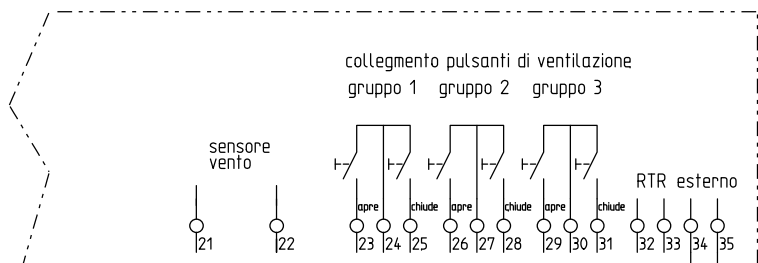 collegmento pulsanti di ventilazione
gruppo 1 gruppo 2 gruppo 3
sensore
vento
RTR esterno
apre chiude apre chiude apre chiude
21 22 23 24 25 26 27 28 29 30 31 32 33 34 35